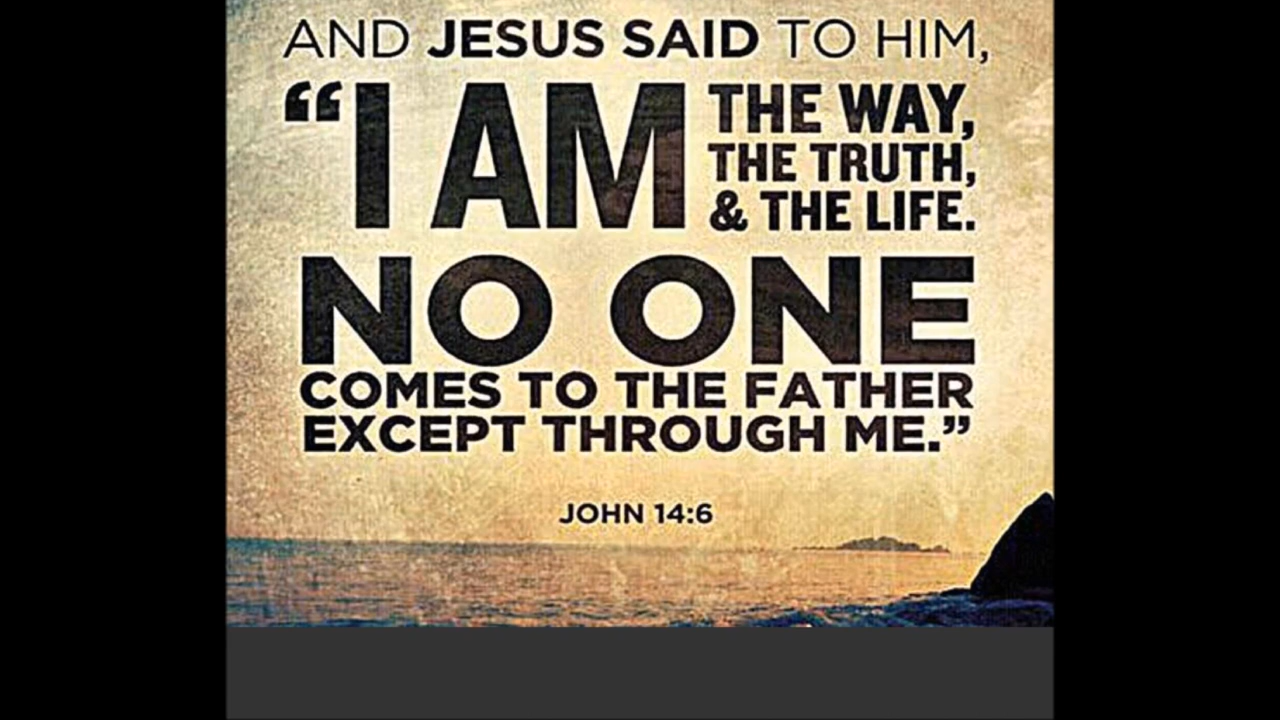 AND JESUS SAID TO HIM,
“I AM THE WAY,
THE TRUTH,
& THE LIFE.
NO ONE
COMES TO THE FATHER
EXCEPT THROUGH ME.”
JOHN 14:6